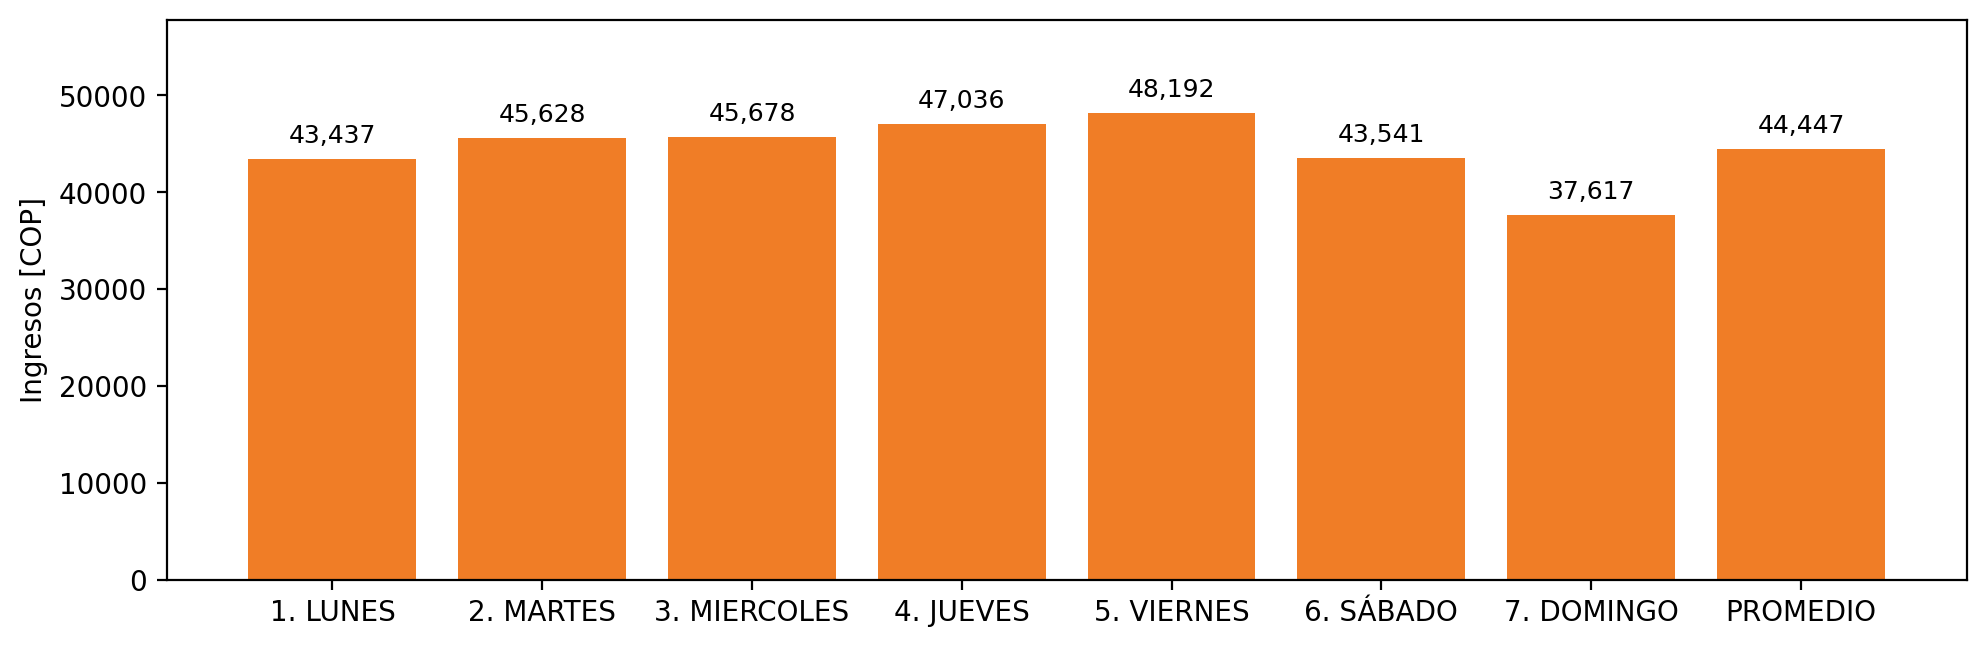 Ingresos [COP]
50000
40000
30000
20000
10000
0
43,437
45,628
45,678
47,036
48,192
43,541
37,617
44,447
1. LUNES
2. MARTES
3. MIERCOLES
4. JUEVES
5. VIERNES
6. SÁBADO
7. DOMINGO
PROMEDIO